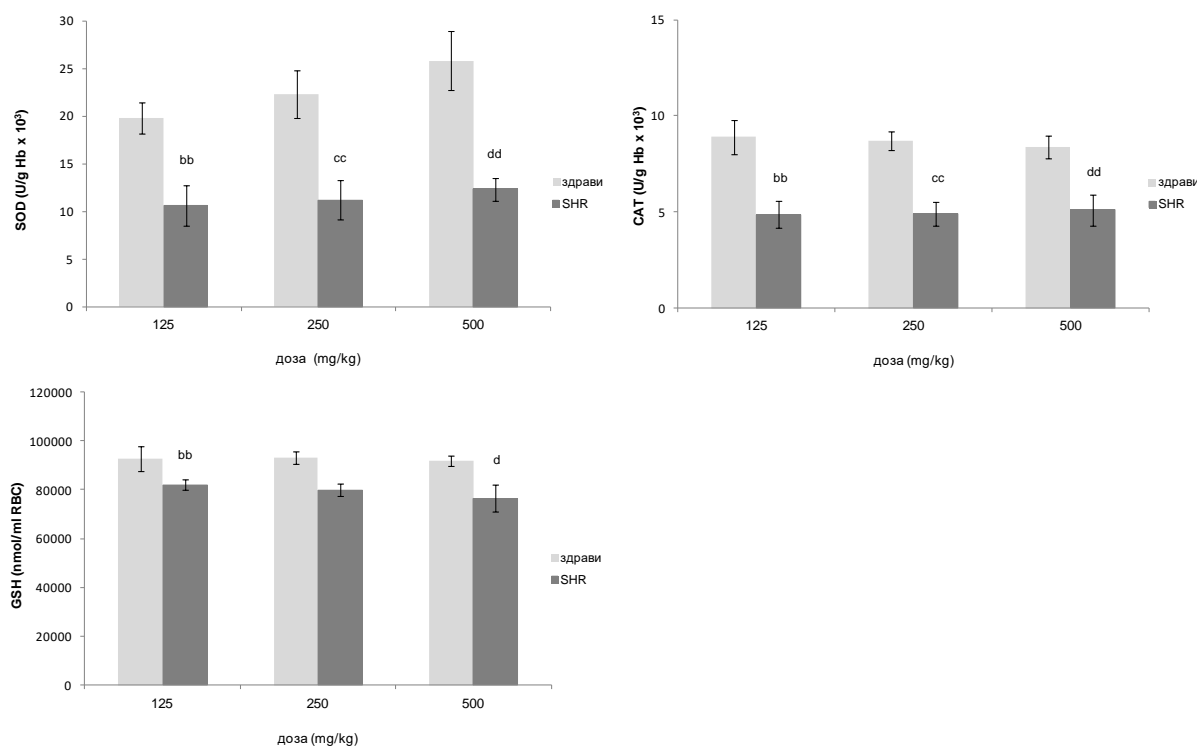 30
25
20
15
10
5
0
SOD (U/g Hb x 10³)
bb
cc
dd
здрави
SHR
125 250 500
доза (mg/kg)
15
10
5
0
CAT (U/g Hb x 10³)
bb
cc
dd
здрави
SHR
125 250 500
доза (mg/kg)
120000
100000
80000
60000
40000
20000
0
GSH (nmol/ml RBC)
bb
d
здрави
SHR
125 250 500
доза (mg/kg)